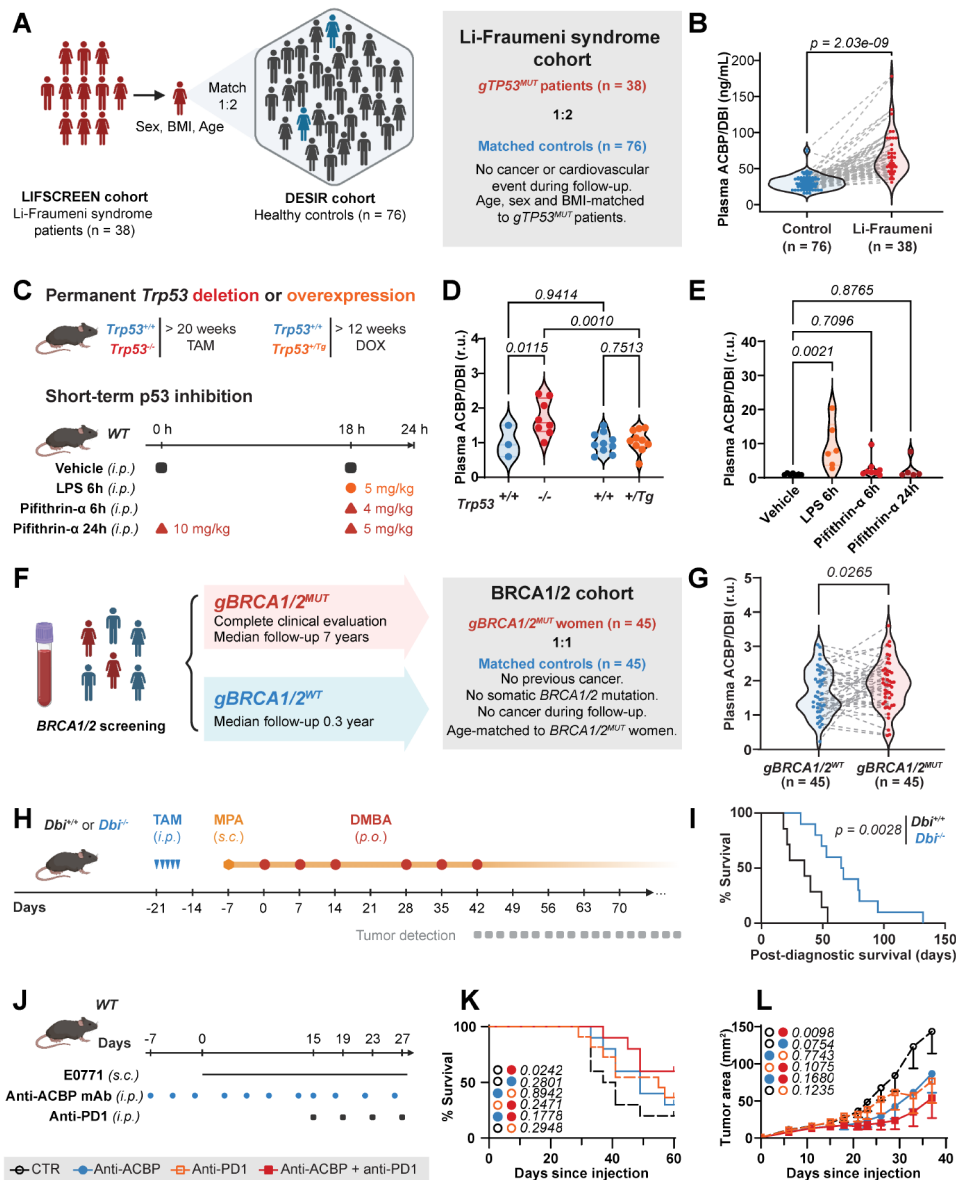 A
Match
1:2
Sex, BMI, Age
LIFSCREEN cohort
Li-Fraumeni syndrome
patients (n = 38)
DESIR cohort
Healthy controls (n = 76)
Li-Fraumeni syndrome
cohort
gTP53MUT patients (n = 38)
1:2
Matched controls (n = 76)
No cancer or cardiovascular
event during follow-up.
Age, sex and BMI-matched
to gTP53MUT patients.
B
p = 2.03e-09
Plasma ACBP/DBI (ng/mL)
200
150
100
50
0
Control
(n = 76)
Li-Fraumeni
(n = 38)
C
Permanent Trp53 deletion or overexpression
Trp53+/+
Trp53-/-
> 20 weeks
TAM
Trp53+/+
Trp53+/Tg
> 12 weeks
DOX
Short-term p53 inhibition
WT
0 h
18 h
24 h
Vehicle (i.p.)
LPS 6h (i.p.)
5 mg/kg
Pifithrin-α 6h (i.p.)
4 mg/kg
Pifithrin-α 24h (i.p.)
10 mg/kg
5 mg/kg
D
0.9414
0.0010
0.0115
0.7513
Plasma ACBP/DBI (r.u.)
4
3
2
1
0
Trp53 +/+ -/- +/+ +/Tg
E
0.8765
0.7096
0.0021
Plasma ACBP/DBI (r.u.)
40
30
20
10
0
Vehicle
LPS 6h
Pifithrin-α 6h
Pifithrin-α 24h
F
BRCA1/2 screening
gBRCA1/2MUT
Complete clinical evaluation
Median follow-up 7 years
gBRCA1/2WT
Median follow-up 0.3 year
BRCA1/2 cohort
gBRCA1/2MUT women (n = 45)
1:1
Matched controls (n = 45)
No previous cancer.
No somatic BRCA1/2 mutation.
No cancer during follow-up.
Age-matched to BRCA1/2MUT women.
G
0.0265
Plasma ACBP/DBI (r.u.)
5
4
3
2
1
0
gBRCA1/2WT
(n = 45)
gBRCA1/2MUT
(n = 45)
H
Dbi+/+ or Dbi-/-
TAM
(i.p.)
MPA
(s.c.)
DMBA
(p.o.)
Days
-21 -14 -7 0 7 14 21 28 35 42 49 56 63 70 ...
Tumor detection
I
p = 0.0028
Dbi+/+
Dbi-/-
% Survival
100
50
0
0 50 100 150
Post-diagnostic survival (days)
J
WT
Days
-7 0 15 19 23 27
E0771 (s.c.)
Anti-ACBP mAb (i.p.)
Anti-PD1 (i.p.)
K
% Survival
100
50
0
0.0242
0.2801
0.8942
0.2471
0.1778
0.2948
0 20 40 60
Days since injection
L
Tumor area (mm2)
150
100
50
0
0.0098
0.0754
0.7743
0.1075
0.1680
0.1235
0 10 20 30 40
Days since injection
CTR
Anti-ACBP
Anti-PD1
Anti-ACBP + anti-PD1